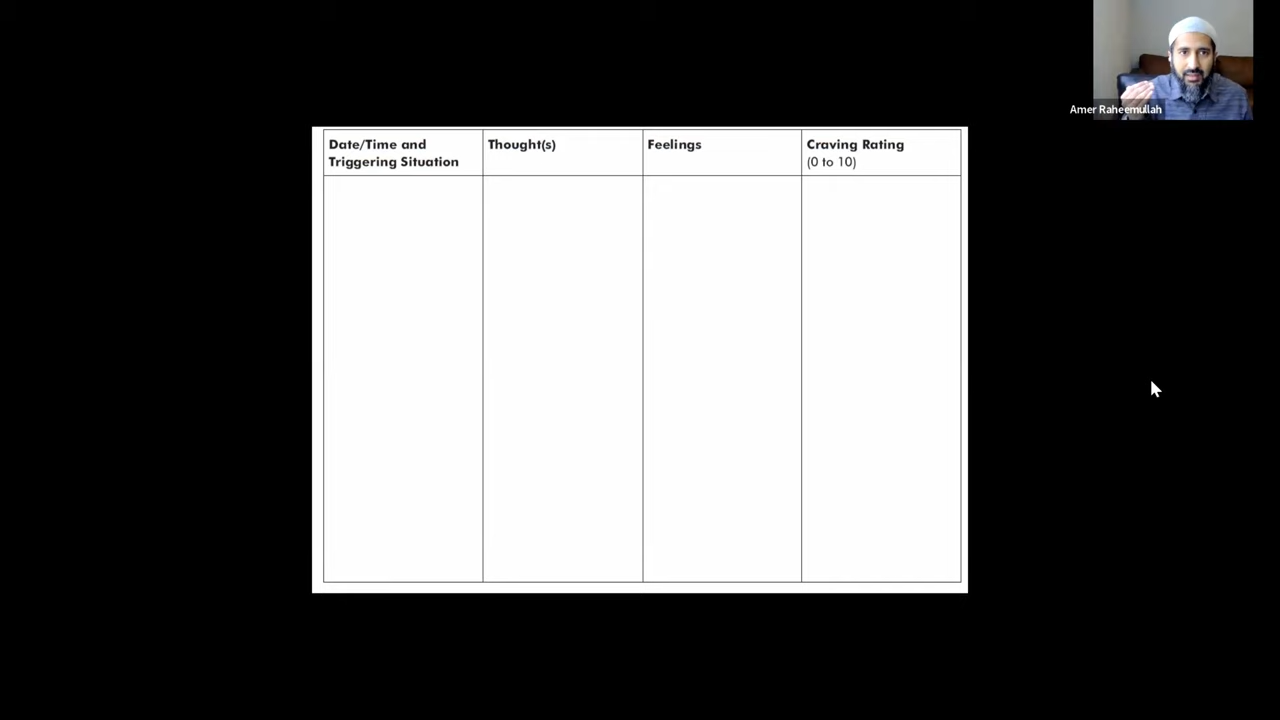 Amer Raheemullah
Date/Time and
Triggering Situation
Thought(s)
Feelings
Craving Rating
(0 to 10)